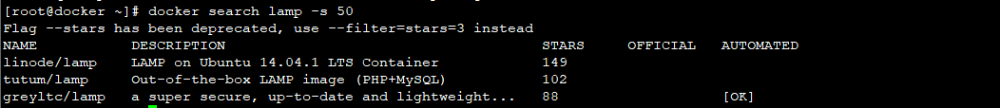 [root@docker ~]# docker search lamp -s 50
Flag --stars has been deprecated, use --filter=stars=3 instead
NAME DESCRIPTION STARS OFFICIAL AUTOMATED
linode/lamp LAMP on Ubuntu 14.04.1 LTS Container 149
tutum/lamp Out-of-the-box LAMP image (PHP+MySQL) 102
greyltc/lamp a super secure, up-to-date and lightweight... 88 [OK]